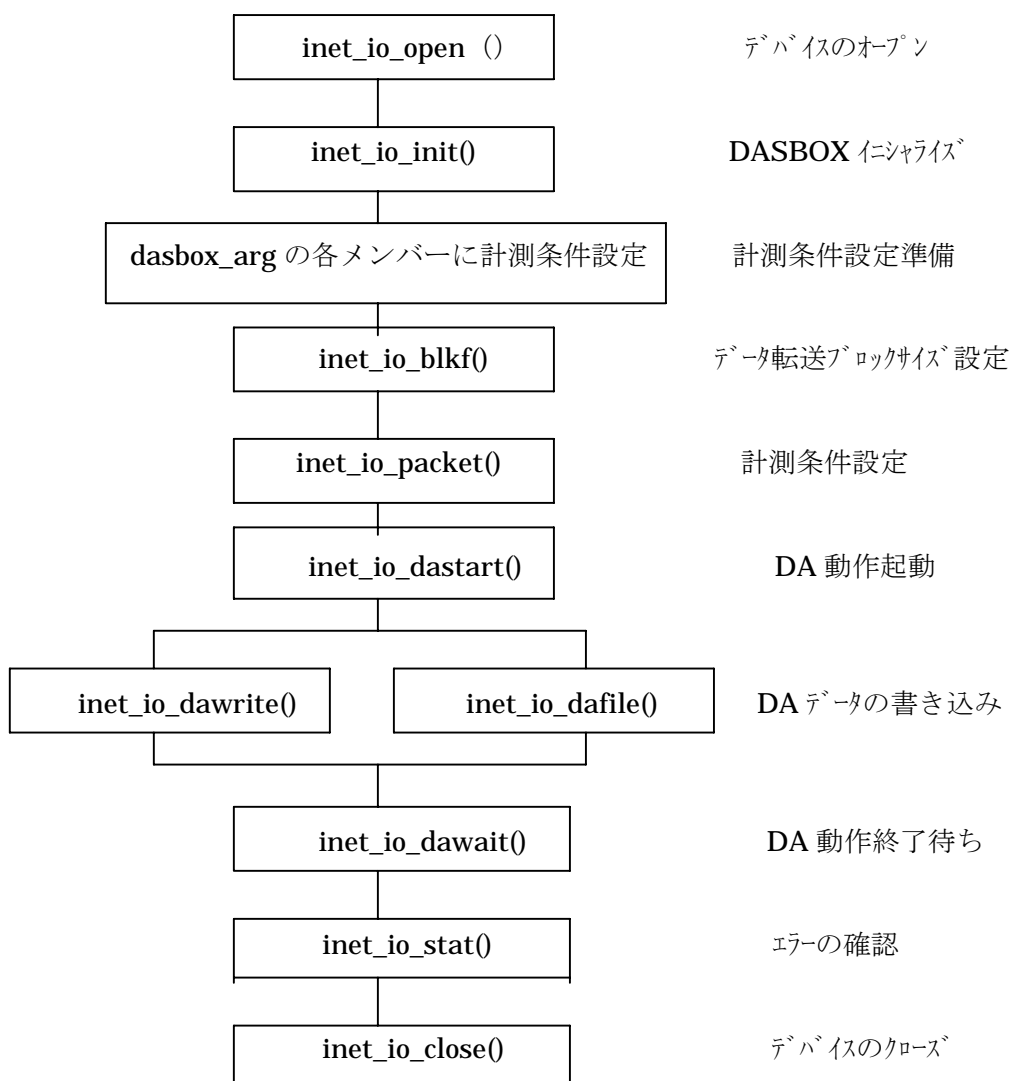 inet_io_open（） ﾃﾞﾊﾞｲｽのｵｰﾌﾟﾝ
inet_io_init() DASBOX ｲﾆｼｬﾗｲｽﾞ
dasbox_arg の各メンバーに計測条件設定 計測条件設定準備
inet_io_blkf() ﾃﾞｰﾀ転送ﾌﾞﾛｯｸｻｲｽﾞ設定
inet_io_packet() 計測条件設定
inet_io_dastart() DA 動作起動
inet_io_dawrite() inet_io_dafile() DA ﾃﾞｰﾀの書き込み
inet_io_dawait() DA 動作終了待ち
inet_io_stat() ｴﾗｰの確認
inet_io_close() ﾃﾞﾊﾞｲｽのｸﾛｰｽﾞ